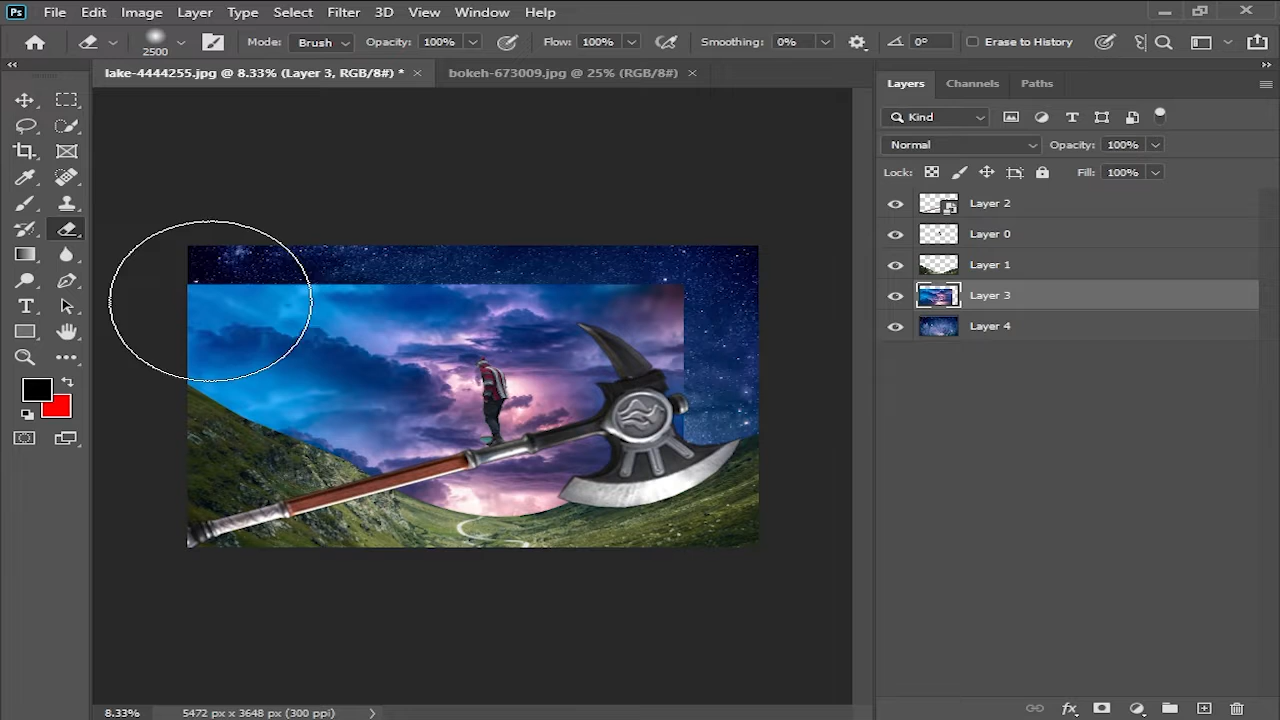 Ps File Edit Image Layer Type Select Filter 3D View Window Help
2500 Mode: Brush Opacity: 100% Flow: 100% Smoothing: 0% 0° Erase to History
lake-4444255.jpg @ 8.33% (Layer 3, RGB/8#) * × bokeh-673009.jpg @ 25% (RGB/8#) ×
Layers Channels Paths
Kind
Normal Opacity: 100%
Lock: Fill: 100%
Layer 2
Layer 0
Layer 1
Layer 3
Layer 4
8.33% 5472 px x 3648 px (300 ppi)